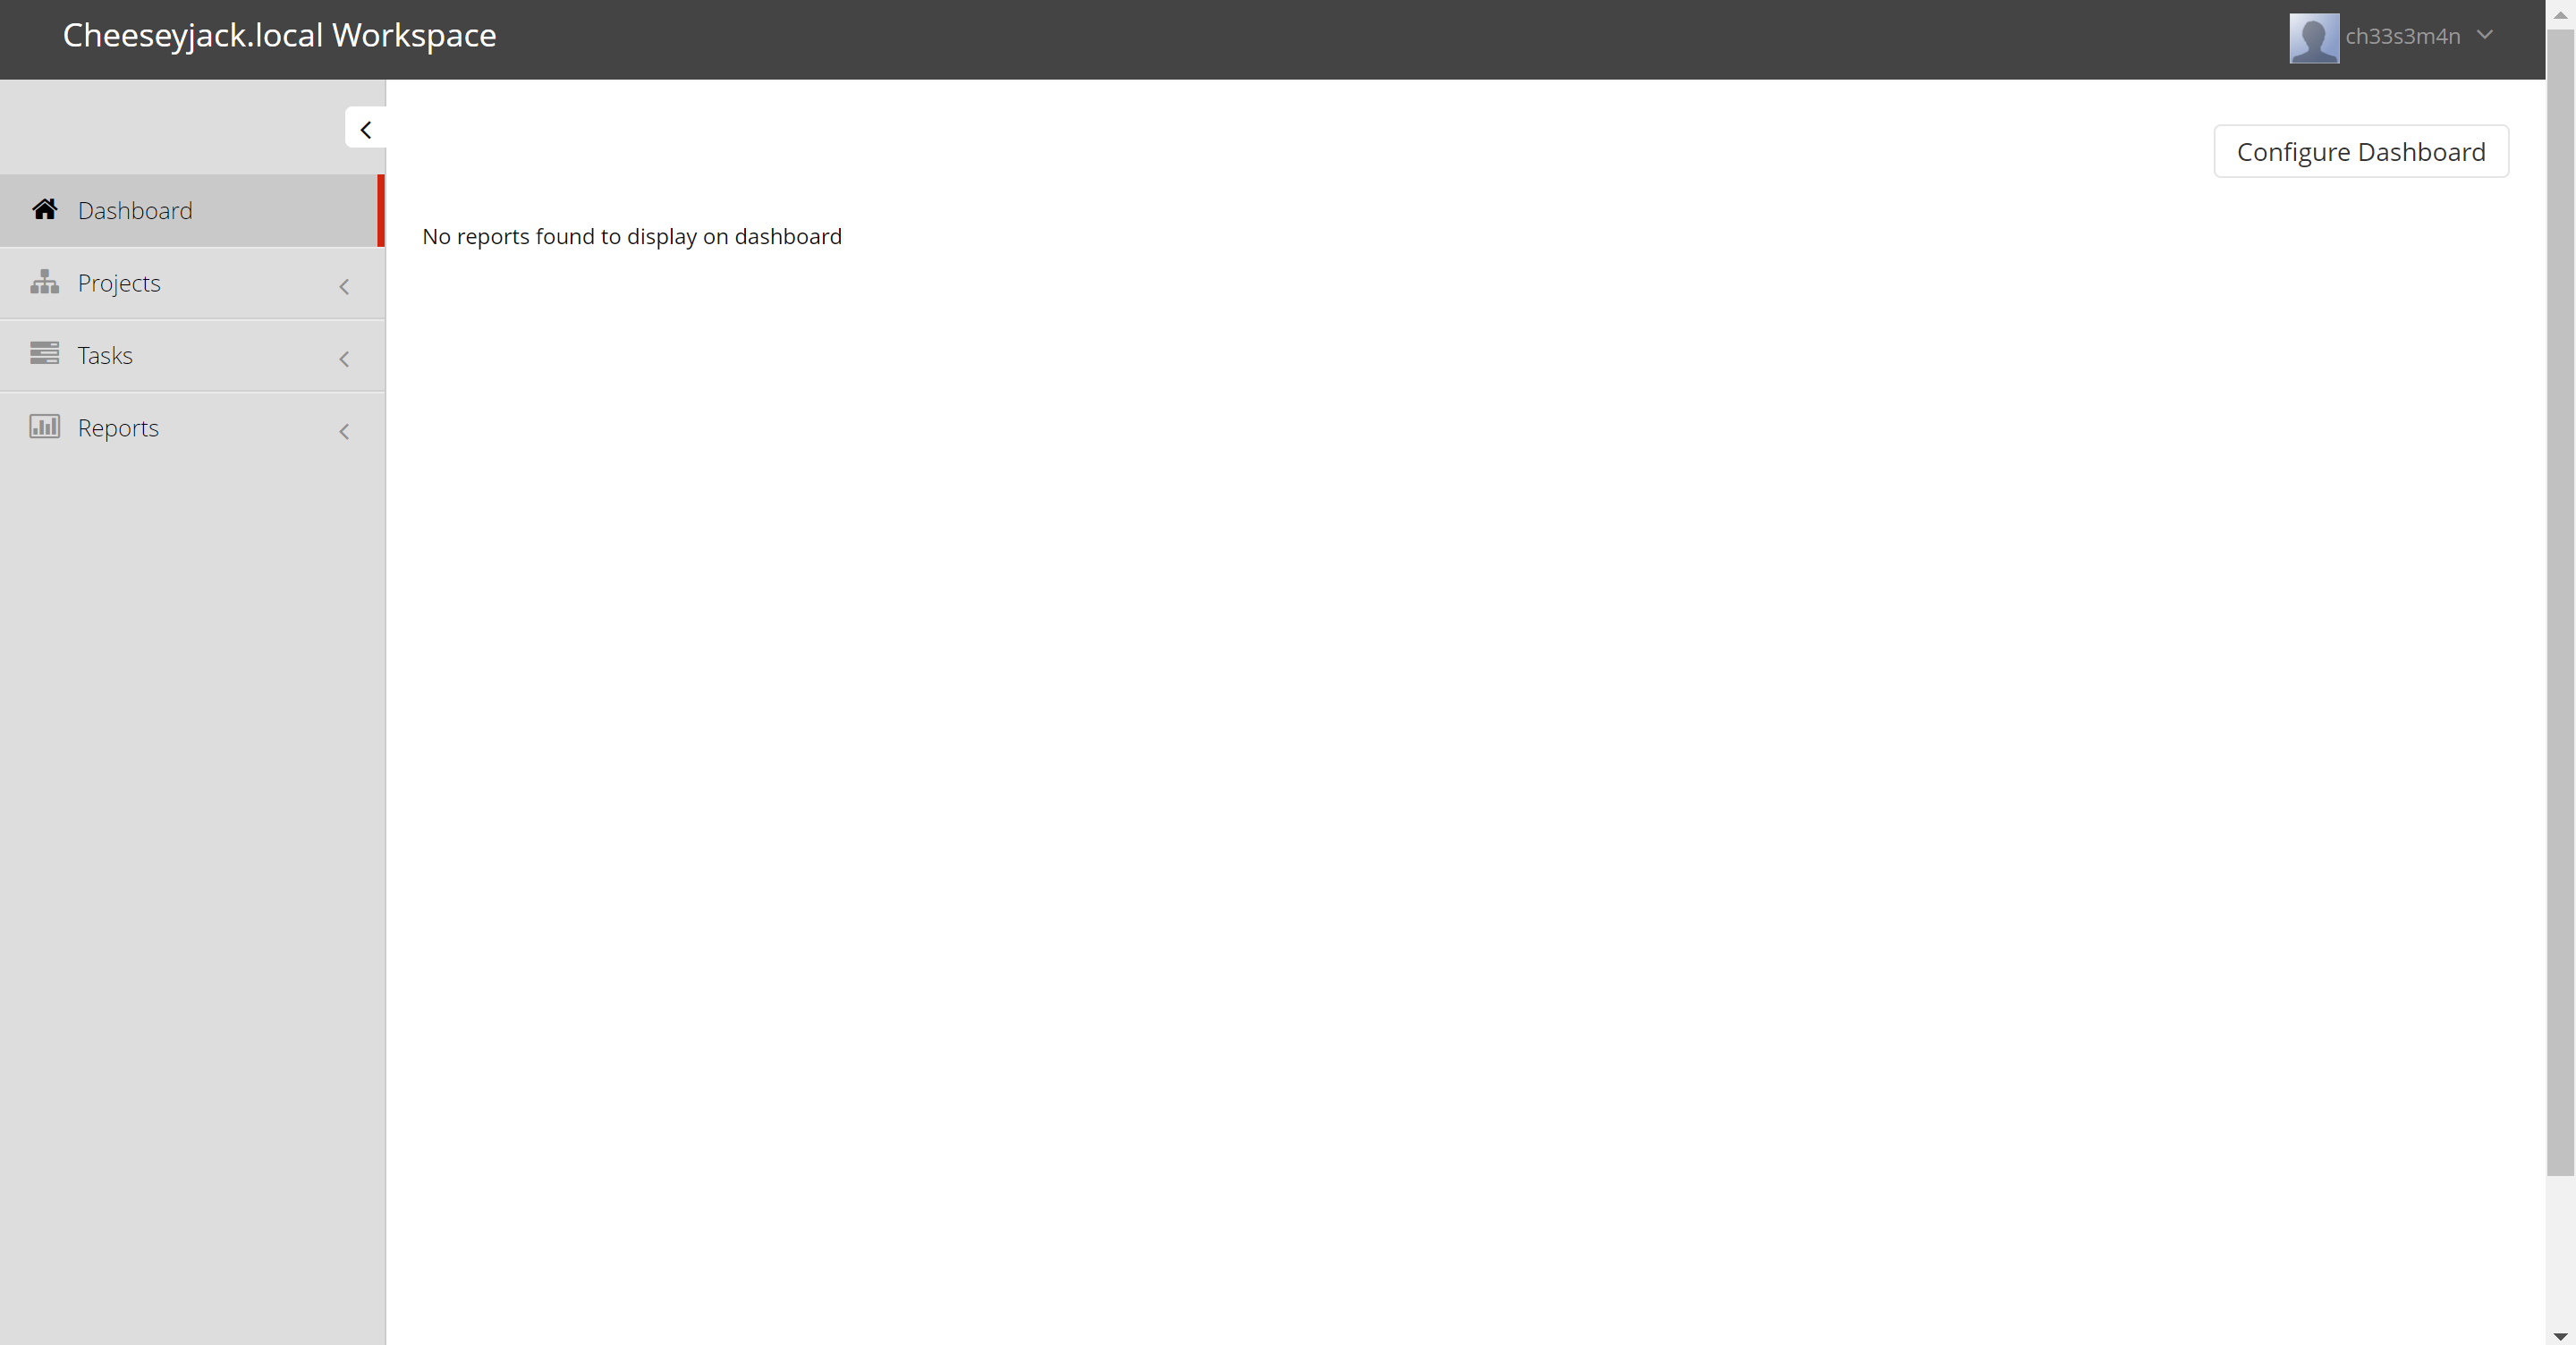 Cheeseyjack.local Workspace
ch33s3m4n
Configure Dashboard
Dashboard
No reports found to display on dashboard
Projects
Tasks
Reports